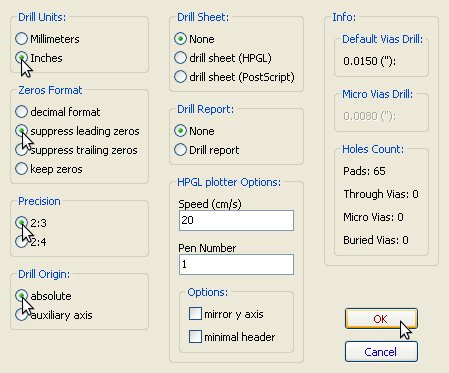 Drill Units:
Millimeters
Inches
Zeros Format
decimal format
suppress leading zeros
suppress trailing zeros
keep zeros
Precision
2:3
2:4
Drill Origin:
absolute
auxiliary axis
Drill Sheet:
None
drill sheet (HPGL)
drill sheet (PostScript)
Drill Report:
None
Drill report
HPGL plotter Options:
Speed (cm/s)
20
Pen Number
1
Options:
mirror y axis
minimal header
Info:
Default Vias Drill:
0.0150 ("):
Micro Vias Drill:
0.0080 ("):
Holes Count:
Pads: 65
Through Vias: 0
Micro Vias: 0
Buried Vias: 0
OK
Cancel